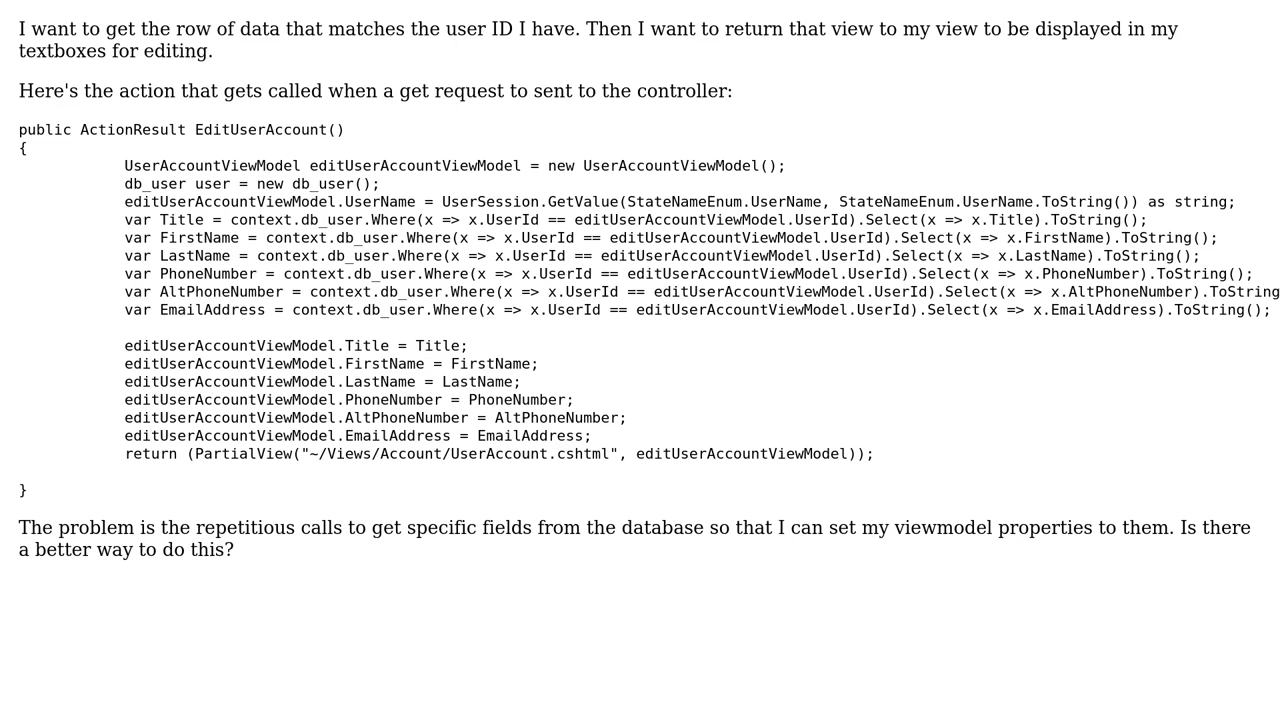 I want to get the row of data that matches the user ID I have. Then I want to return that view to my view to be displayed in my
textboxes for editing.
Here's the action that gets called when a get request to sent to the controller:
public ActionResult EditUserAccount()
{
UserAccountViewModel editUserAccountViewModel = new UserAccountViewModel();
db_user user = new db_user();
editUserAccountViewModel.UserName = UserSession.GetValue(StateNameEnum.UserName, StateNameEnum.UserName.ToString()) as string;
var Title = context.db_user.Where(x => x.UserId == editUserAccountViewModel.UserId).Select(x => x.Title).ToString();
var FirstName = context.db_user.Where(x => x.UserId == editUserAccountViewModel.UserId).Select(x => x.FirstName).ToString();
var LastName = context.db_user.Where(x => x.UserId == editUserAccountViewModel.UserId).Select(x => x.LastName).ToString();
var PhoneNumber = context.db_user.Where(x => x.UserId == editUserAccountViewModel.UserId).Select(x => x.PhoneNumber).ToString();
var AltPhoneNumber = context.db_user.Where(x => x.UserId == editUserAccountViewModel.UserId).Select(x => x.AltPhoneNumber).ToString
var EmailAddress = context.db_user.Where(x => x.UserId == editUserAccountViewModel.UserId).Select(x => x.EmailAddress).ToString();
editUserAccountViewModel.Title = Title;
editUserAccountViewModel.FirstName = FirstName;
editUserAccountViewModel.LastName = LastName;
editUserAccountViewModel.PhoneNumber = PhoneNumber;
editUserAccountViewModel.AltPhoneNumber = AltPhoneNumber;
editUserAccountViewModel.EmailAddress = EmailAddress;
return (PartialView("~/Views/Account/UserAccount.cshtml", editUserAccountViewModel));
}
The problem is the repetitious calls to get specific fields from the database so that I can set my viewmodel properties to them. Is there
a better way to do this?